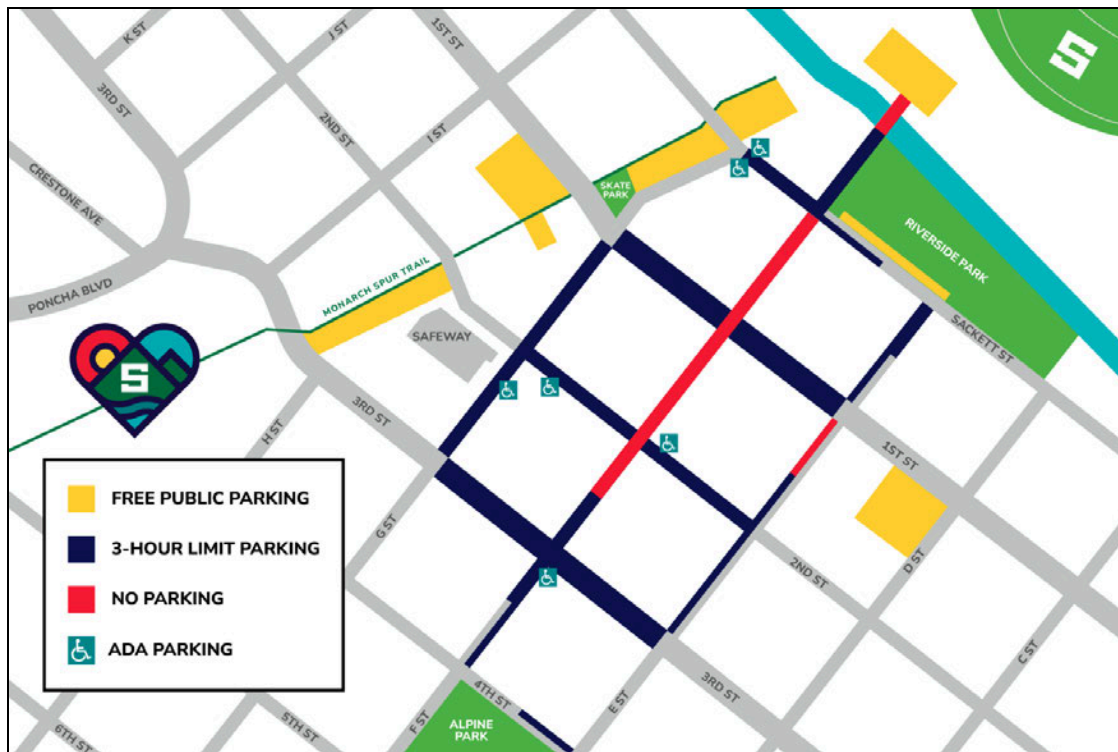 K ST
J ST
1ST ST
S
3RD ST
2ND ST
I ST
CRESTONE AVE
SKATE
PARK
RIVERSIDE PARK
PONCHA BLVD
MONARCH SPUR TRAIL
SAFEWAY
SACKETT ST
S
3RD ST
H ST
1ST ST
G ST
D ST
2ND ST
C ST
FREE PUBLIC PARKING
3-HOUR LIMIT PARKING
NO PARKING
ADA PARKING
4TH ST
3RD ST
E ST
F ST
ALPINE
PARK
5TH ST
6TH ST